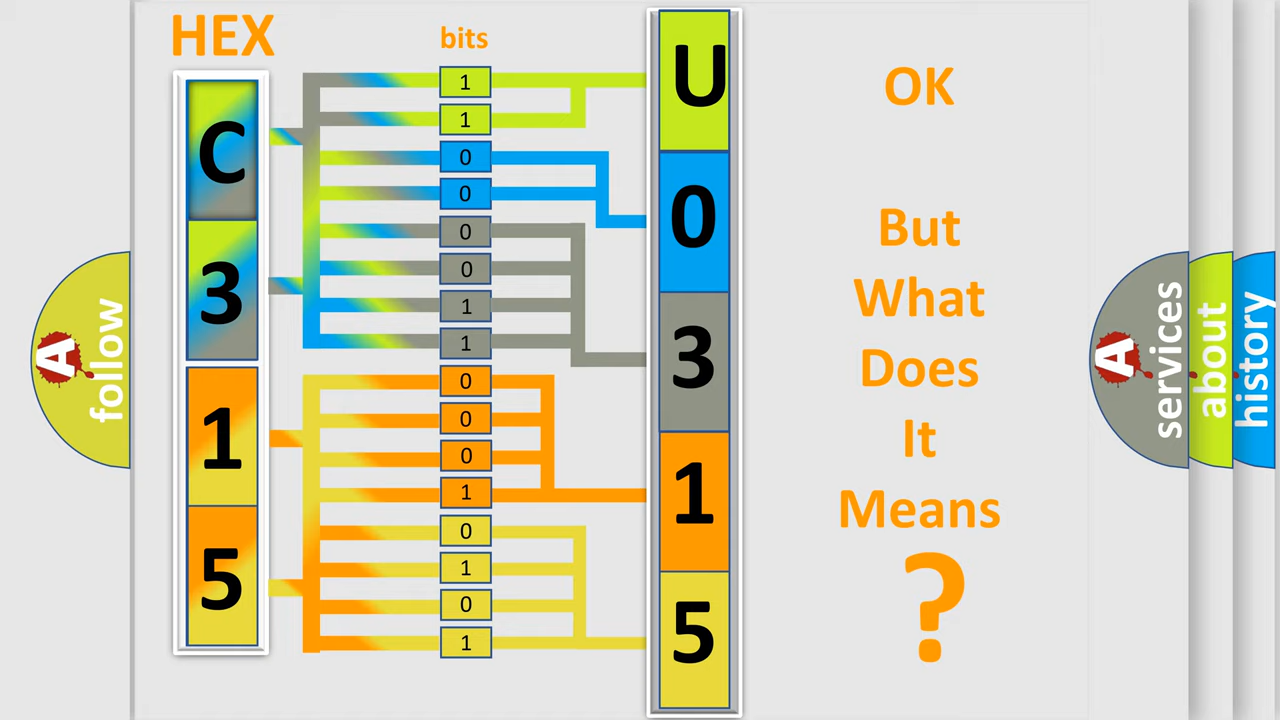 HEX
bits
C
3
1
5
1
1
0
0
0
0
1
1
0
0
0
1
0
1
0
1
U
0
3
1
5
OK
But
What
Does
It
Means
?
A
follow
A
services
about
history